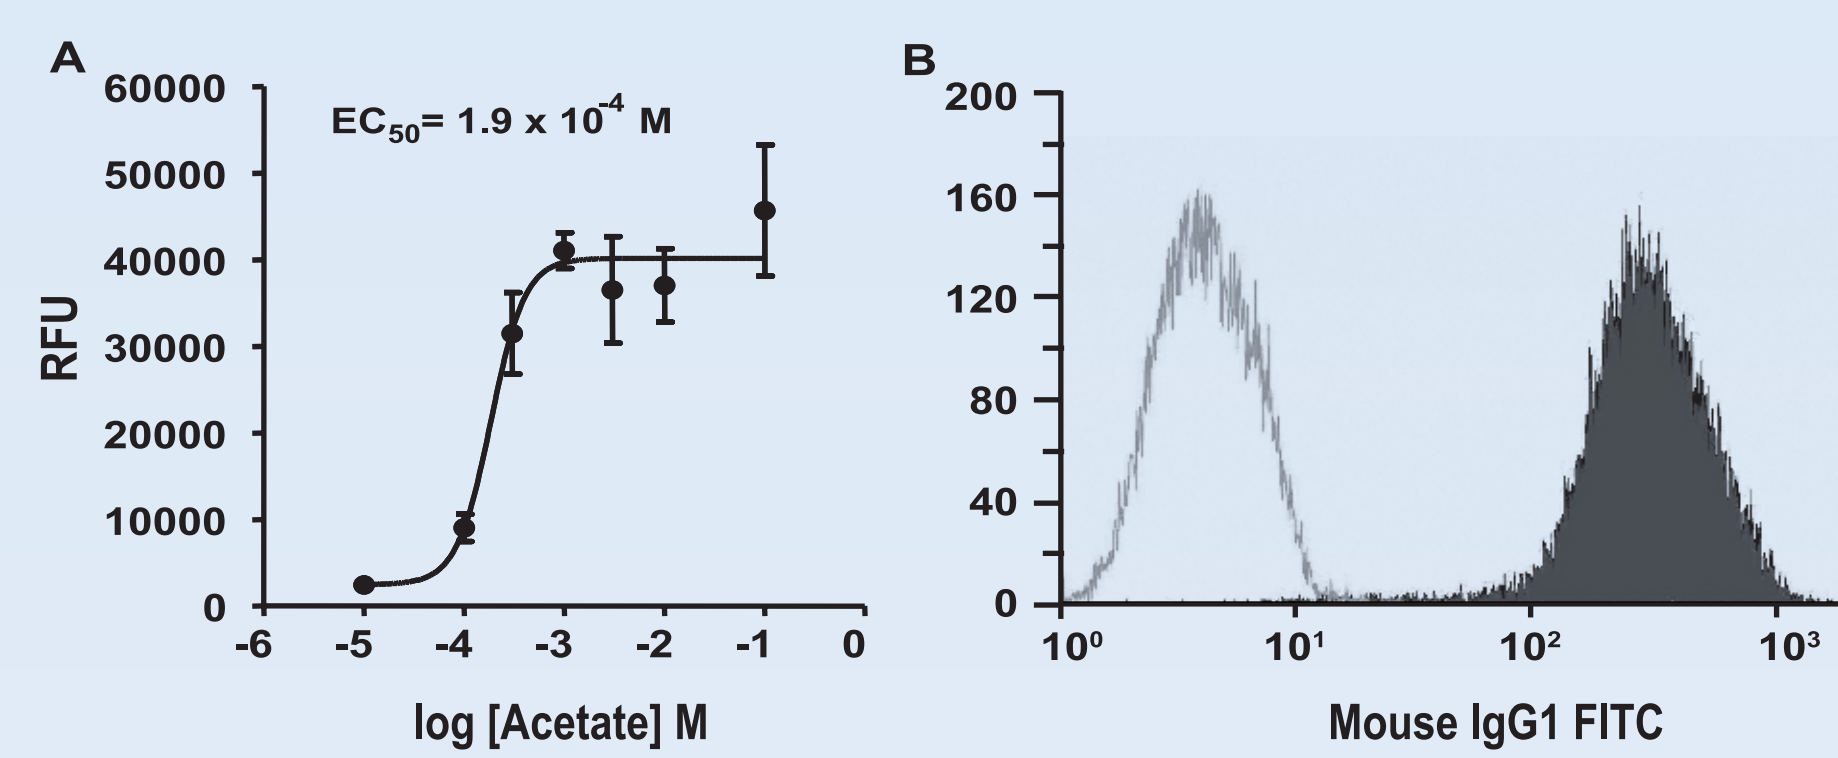 A
60000
50000
40000
30000
20000
10000
0
RFU
EC₅₀= 1.9 x 10⁻⁴ M
-6 -5 -4 -3 -2 -1 0
log [Acetate] M
B
200
160
120
80
40
0
10⁰ 10¹ 10² 10³
Mouse IgG1 FITC